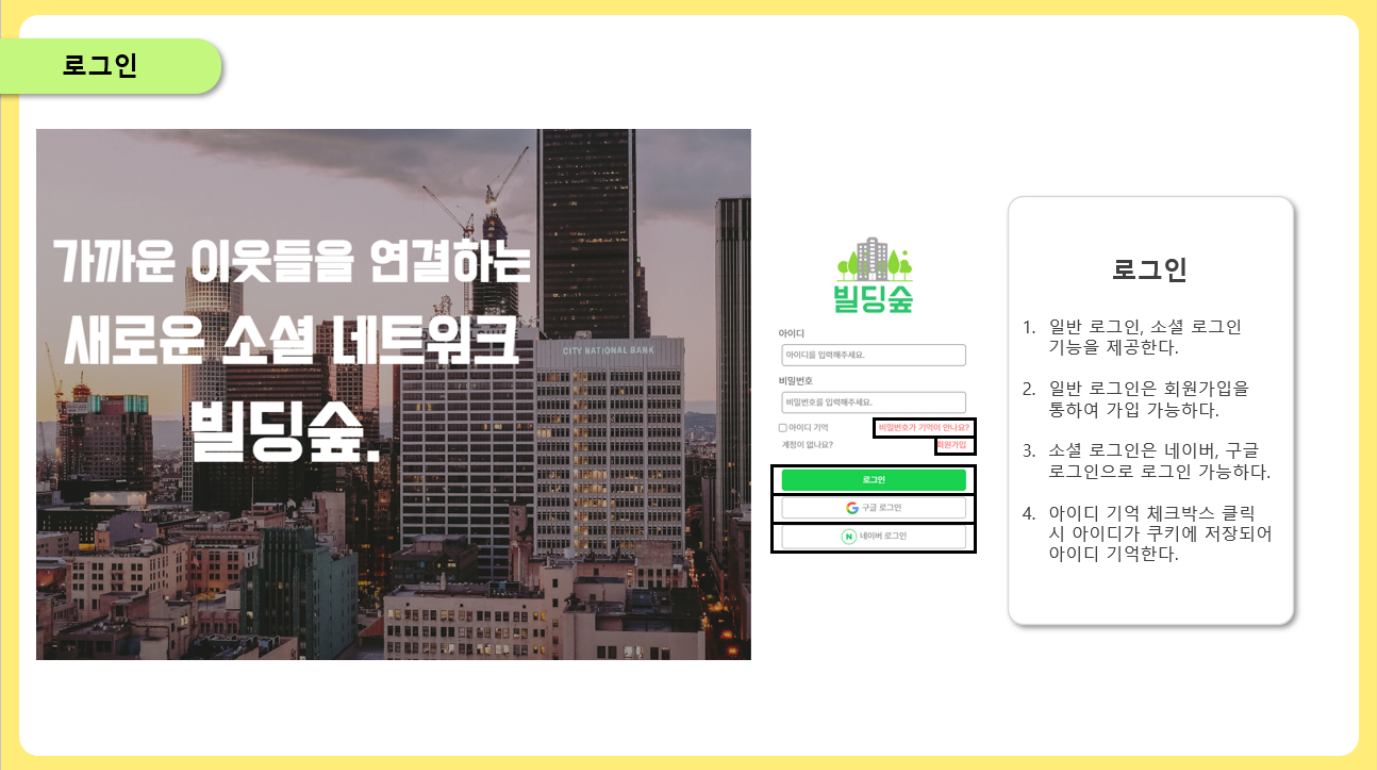 로그인
가까운 이웃들을 연결하는
새로운 소셜 네트워크
빌딩숲.
CITY NATIONAL BANK
빌딩숲
아이디
아이디를 입력해주세요.
비밀번호
비밀번호를 입력해주세요.
아이디 기억
비밀번호가 기억이 안나요?
계정이 없나요?
회원가입
로그인
G 구글 로그인
N 네이버 로그인
로그인
1. 일반 로그인, 소셜 로그인
기능을 제공한다.
2. 일반 로그인은 회원가입을
통하여 가입 가능하다.
3. 소셜 로그인은 네이버, 구글
로그인으로 로그인 가능하다.
4. 아이디 기억 체크박스 클릭
시 아이디가 쿠키에 저장되어
아이디 기억한다.